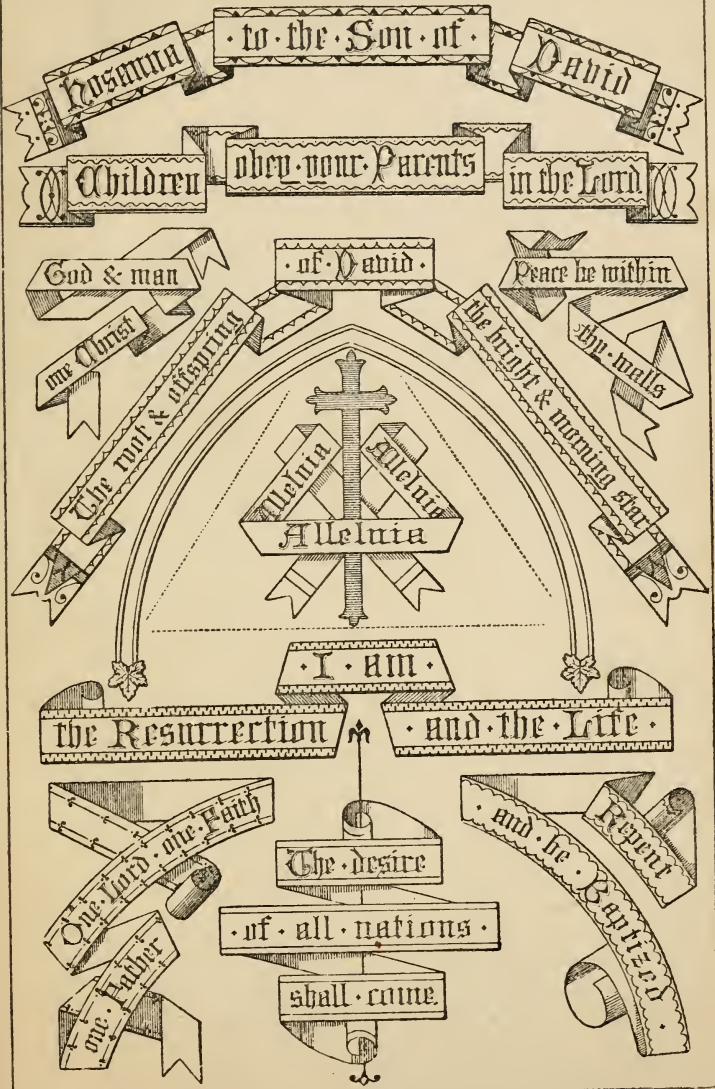 Hosanna · to · the · Son · of · David
Children obey · your · Parents in the Lord
God & man
one Christ
Peace be within
thy · walls
The root & offspring · of · David · the bright & morning star
Alleluia Alleluia
Alleluia
· I · am ·
the Resurrection · and · the · Life ·
One · Lord · one · Faith
one · Father
The · desire
· of · all · nations ·
shall · come.
Repent
· and · be · Baptized ·